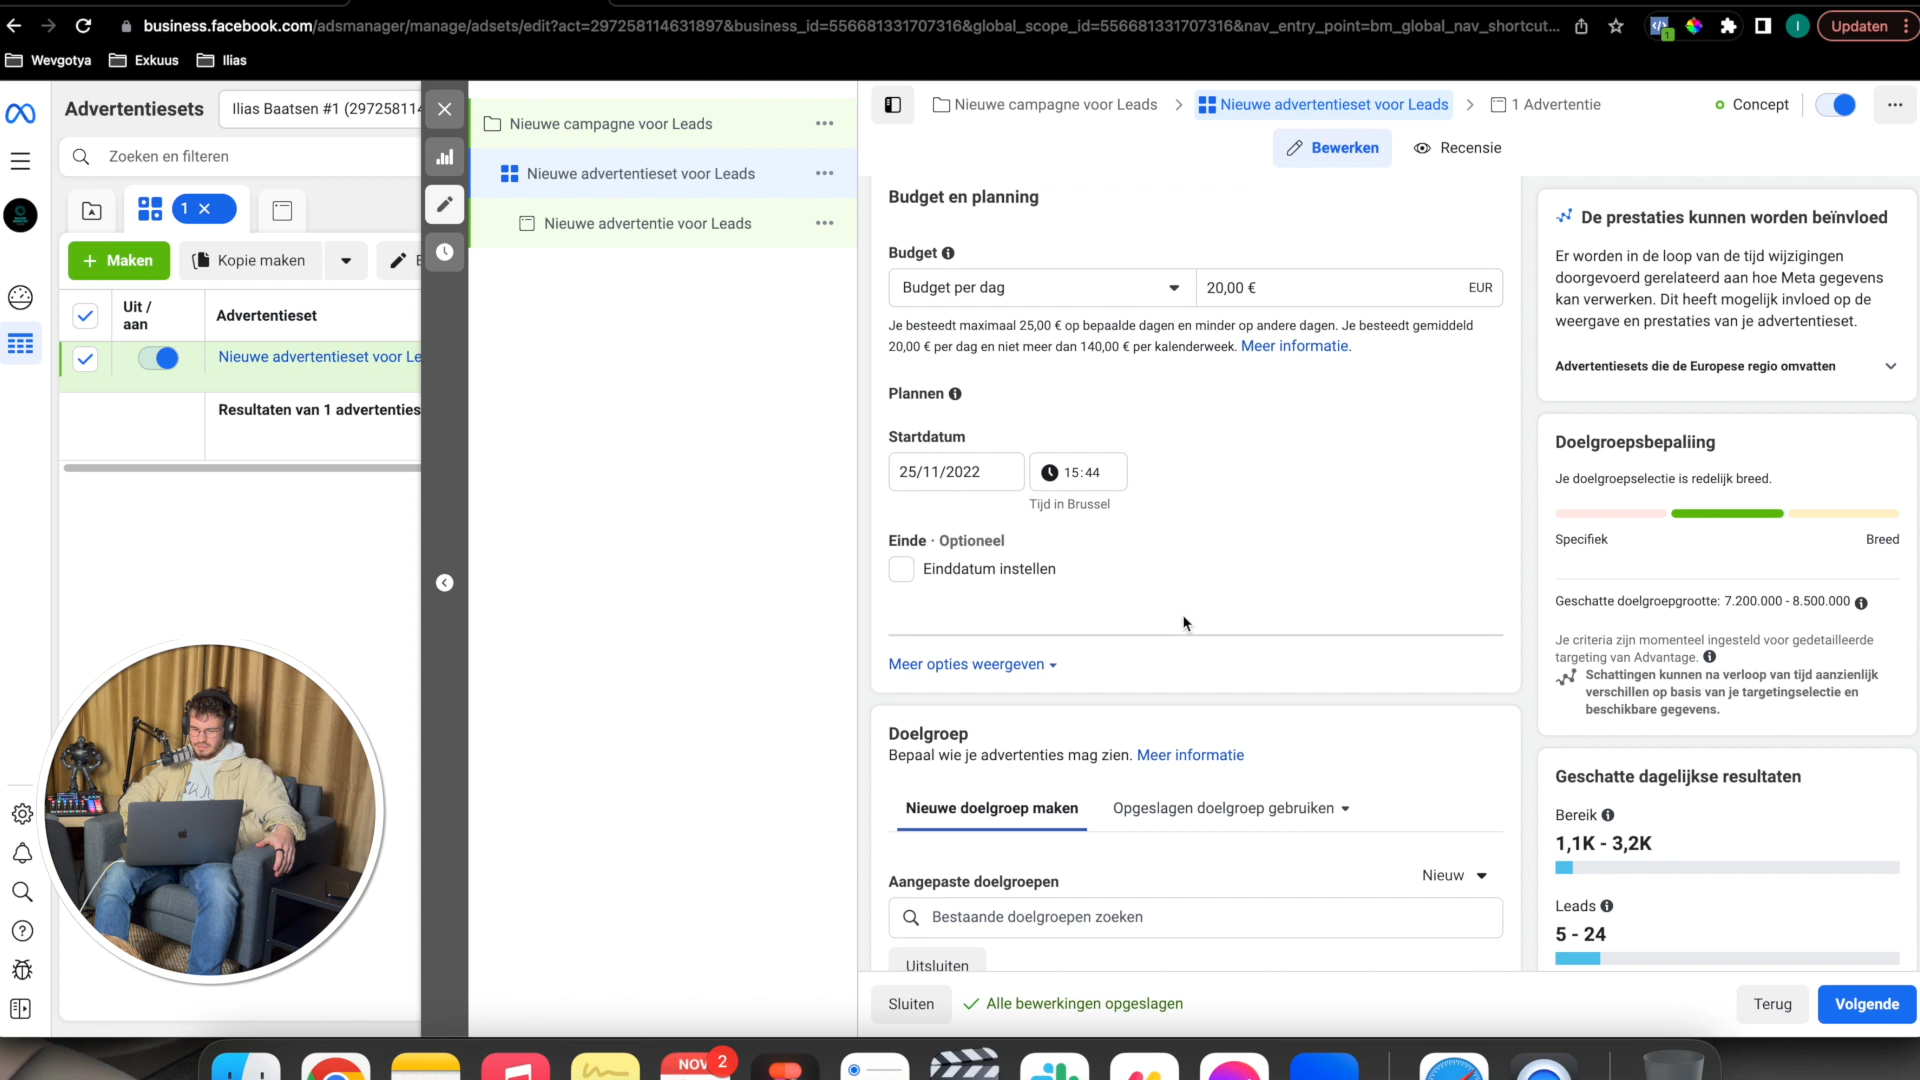 business.facebook.com/adsmanager/manage/adsets/edit?act=297258114631897&business_id=556681331707316&global_scope_id=556681331707316&nav_entry_point=bm_global_nav_shortcut...
1
I
Updaten
Wevgotya
Exkuus
Ilias
Advertentiesets
Ilias Baatsen #1 (297258114
Zoeken en filteren
1
Maken
Kopie maken
Uit /
aan
Advertentieset
Nieuwe advertentieset voor Le
Resultaten van 1 advertenties
Nieuwe campagne voor Leads
Nieuwe advertentieset voor Leads
Nieuwe advertentie voor Leads
Nieuwe campagne voor Leads
Nieuwe advertentieset voor Leads
1 Advertentie
Concept
Bewerken
Recensie
Budget en planning
Budget
Budget per dag
20,00 €
EUR
Je besteedt maximaal 25,00 € op bepaalde dagen en minder op andere dagen. Je besteedt gemiddeld
20,00 € per dag en niet meer dan 140,00 € per kalenderweek. Meer informatie.
Plannen
Startdatum
25/11/2022
15:44
Tijd in Brussel
Einde · Optioneel
Einddatum instellen
Meer opties weergeven
Doelgroep
Bepaal wie je advertenties mag zien. Meer informatie
Nieuwe doelgroep maken
Opgeslagen doelgroep gebruiken
Aangepaste doelgroepen
Nieuw
Bestaande doelgroepen zoeken
Uitsluiten
Sluiten
Alle bewerkingen opgeslagen
Terug
Volgende
De prestaties kunnen worden beïnvloed
Er worden in de loop van de tijd wijzigingen
doorgevoerd gerelateerd aan hoe Meta gegevens
kan verwerken. Dit heeft mogelijk invloed op de
weergave en prestaties van je advertentieset.
Advertentiesets die de Europese regio omvatten
Doelgroepsbepaliing
Je doelgroepselectie is redelijk breed.
Specifiek
Breed
Geschatte doelgroepgrootte: 7.200.000 - 8.500.000
Je criteria zijn momenteel ingesteld voor gedetailleerde
targeting van Advantage.
Schattingen kunnen na verloop van tijd aanzienlijk
verschillen op basis van je targetingselectie en
beschikbare gegevens.
Geschatte dagelijkse resultaten
Bereik
1,1K - 3,2K
Leads
5 - 24
NOV
2